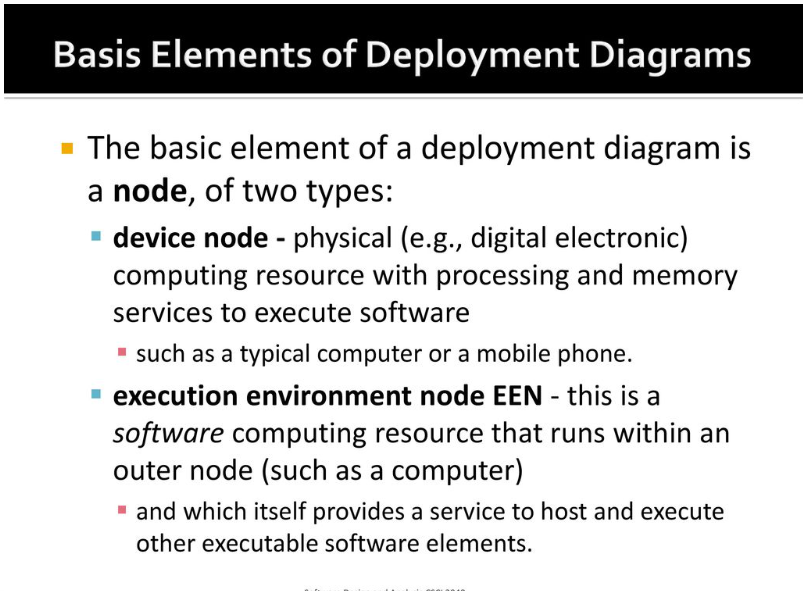 Basis Elements of Deployment Diagrams
The basic element of a deployment diagram is
a node, of two types:
device node - physical (e.g., digital electronic)
computing resource with processing and memory
services to execute software
such as a typical computer or a mobile phone.
execution environment node EEN - this is a
software computing resource that runs within an
outer node (such as a computer)
and which itself provides a service to host and execute
other executable software elements.